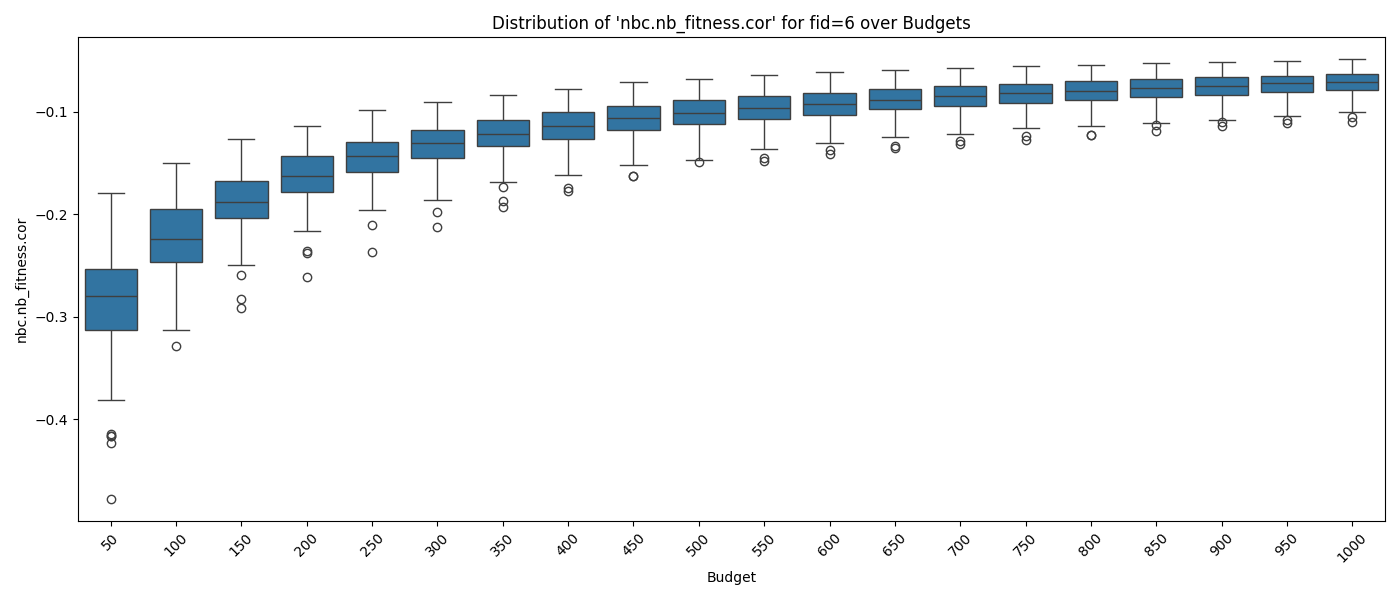 Distribution of 'nbc.nb_fitness.cor' for fid=6 over Budgets
nbc.nb_fitness.cor
−0.1
−0.2
−0.3
−0.4
50 100 150 200 250 300 350 400 450 500 550 600 650 700 750 800 850 900 950 1000
Budget